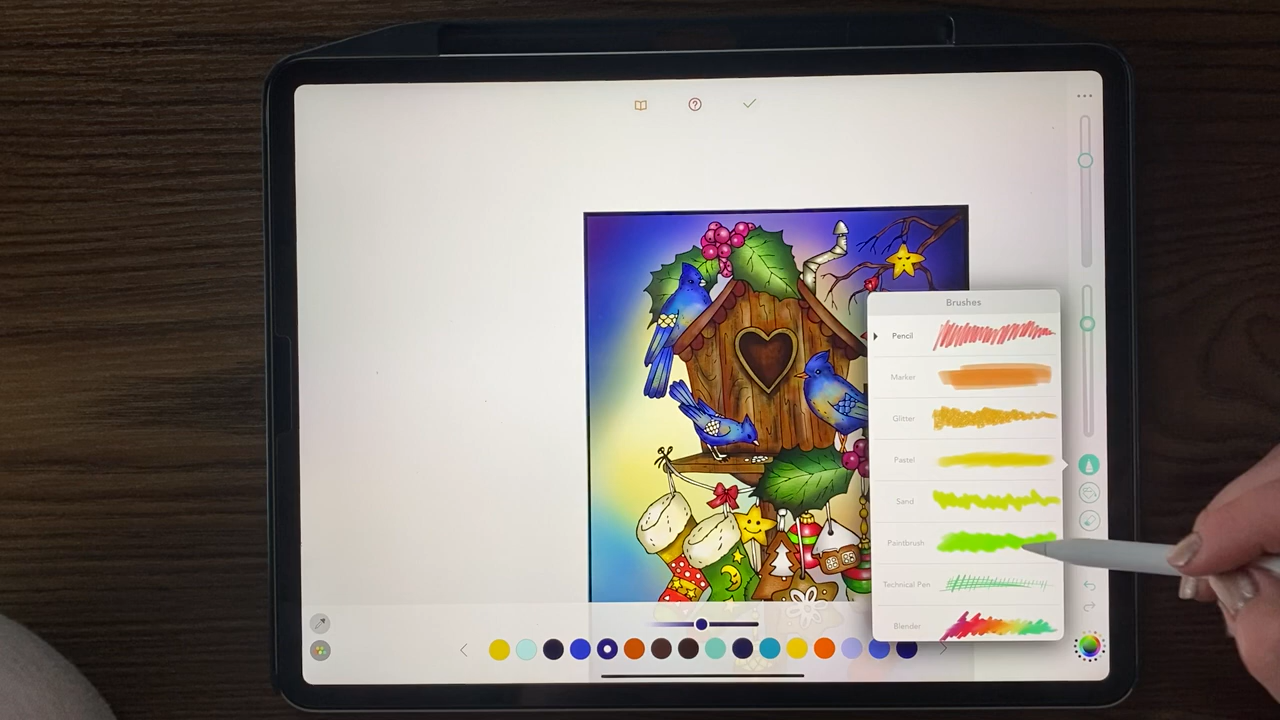 Brushes
Pencil
Marker
Glitter
Pastel
Sand
Paintbrush
Technical Pen
Blender